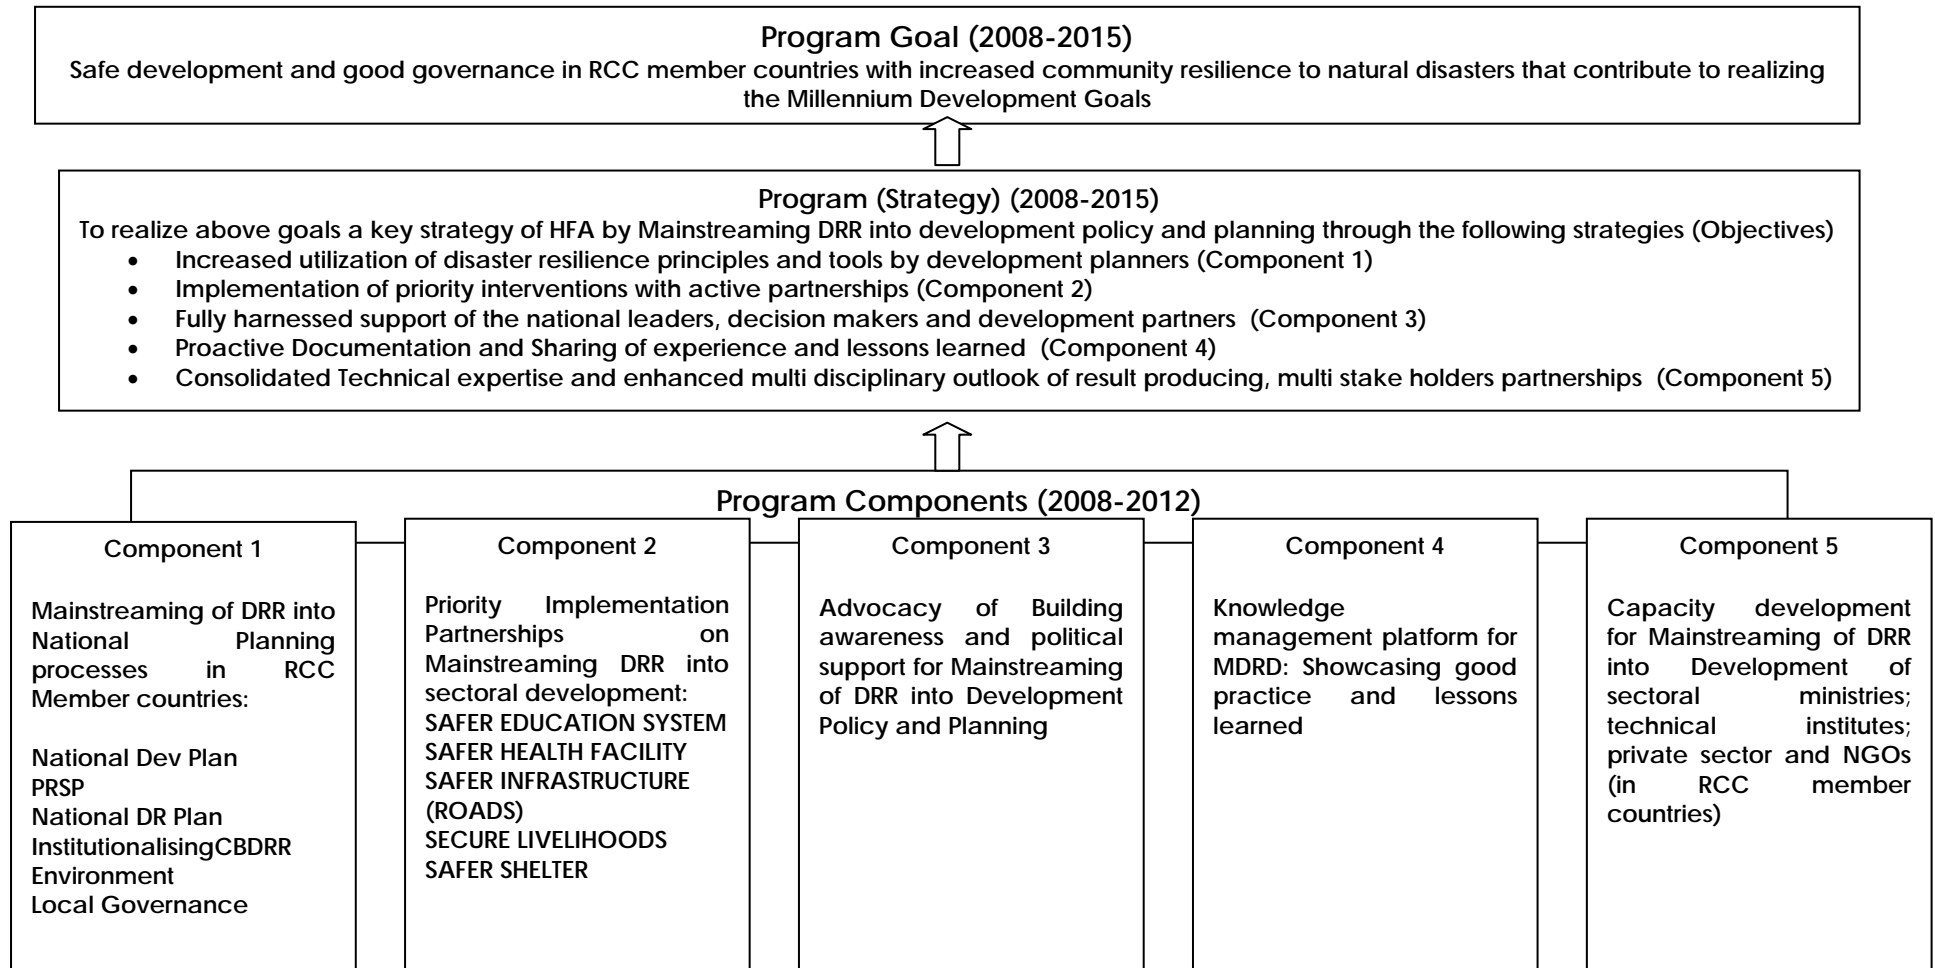 Program Goal (2008-2015)
Safe development and good governance in RCC member countries with increased community resilience to natural disasters that contribute to realizing
the Millennium Development Goals
Program (Strategy) (2008-2015)
To realize above goals a key strategy of HFA by Mainstreaming DRR into development policy and planning through the following strategies (Objectives)
• Increased utilization of disaster resilience principles and tools by development planners (Component 1)
• Implementation of priority interventions with active partnerships (Component 2)
• Fully harnessed support of the national leaders, decision makers and development partners (Component 3)
• Proactive Documentation and Sharing of experience and lessons learned (Component 4)
• Consolidated Technical expertise and enhanced multi disciplinary outlook of result producing, multi stake holders partnerships (Component 5)
Program Components (2008-2012)
Component 1
Mainstreaming of DRR into
National Planning
processes in RCC
Member countries:
National Dev Plan
PRSP
National DR Plan
InstitutionalisingCBDRR
Environment
Local Governance
Component 2
Priority Implementation
Partnerships on
Mainstreaming DRR into
sectoral development:
SAFER EDUCATION SYSTEM
SAFER HEALTH FACILITY
SAFER INFRASTRUCTURE
(ROADS)
SECURE LIVELIHOODS
SAFER SHELTER
Component 3
Advocacy of Building
awareness and political
support for Mainstreaming
of DRR into Development
Policy and Planning
Component 4
Knowledge
management platform for
MDRD: Showcasing good
practice and lessons
learned
Component 5
Capacity development
for Mainstreaming of DRR
into Development of
sectoral ministries;
technical institutes;
private sector and NGOs
(in RCC member
countries)